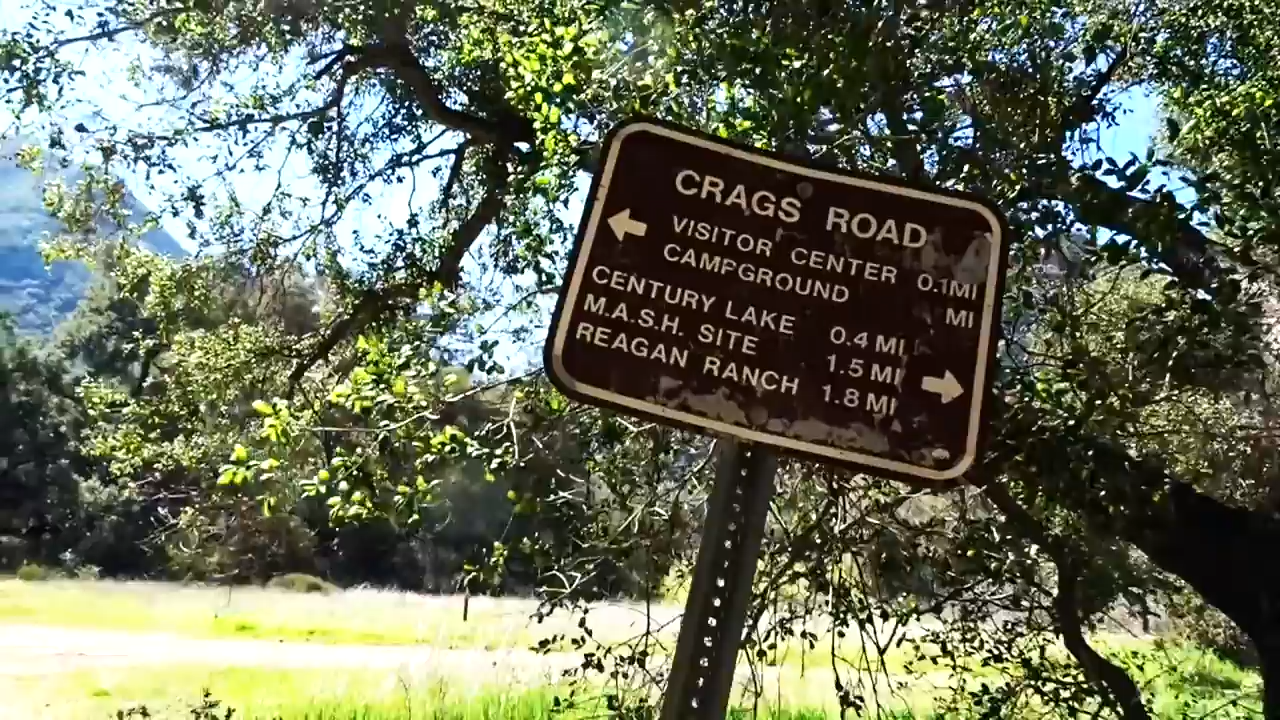 CRAGS ROAD
VISITOR CENTER 0.1MI
CAMPGROUND MI
CENTURY LAKE 0.4 MI
M.A.S.H. SITE 1.5 MI
REAGAN RANCH 1.8 MI